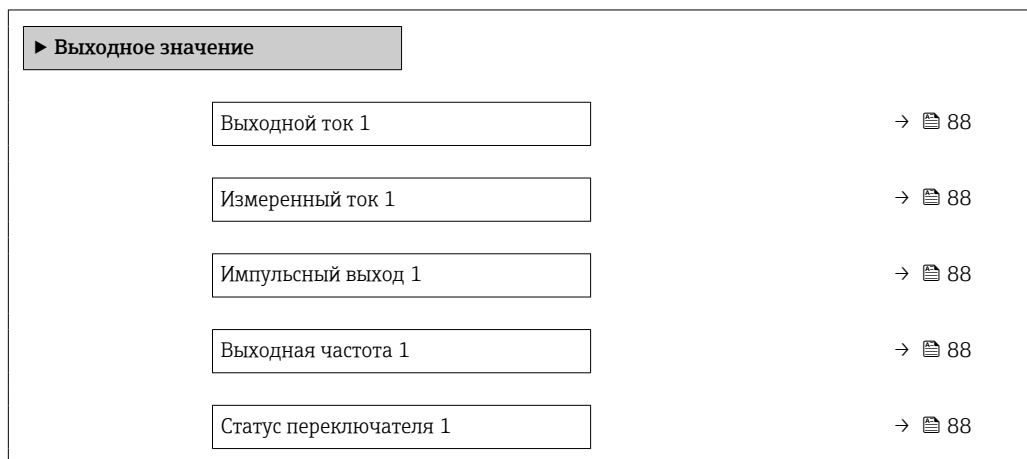 ► Выходное значение
Выходной ток 1 → 88
Измеренный ток 1 → 88
Импульсный выход 1 → 88
Выходная частота 1 → 88
Статус переключателя 1 → 88